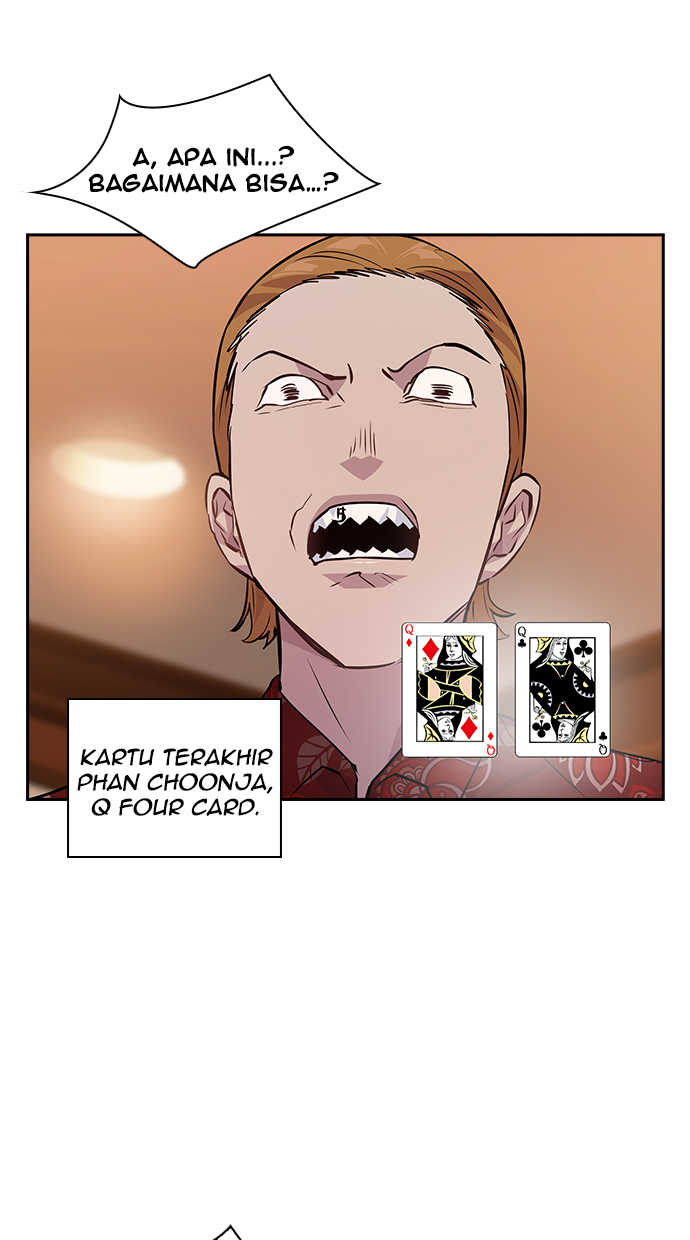 A, APA INI...?
BAGAIMANA BISA...?
Q
Q
Q
Q
KARTU TERAKHIR
PHAN CHOONJA,
Q FOUR CARD.